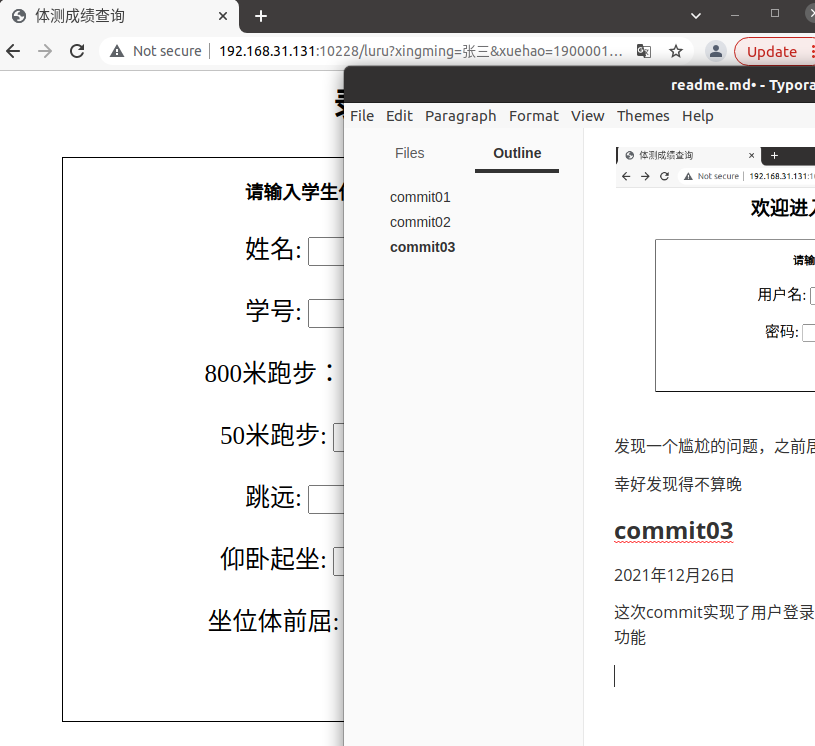 体测成绩查询
Not secure 192.168.31.131:10228/luru?xingming=张三&xuehao=1900001...
Update
请输入学生
姓名:
学号:
800米跑步：
50米跑步:
跳远:
仰卧起坐:
坐位体前屈:
readme.md• - Typora
File Edit Paragraph Format View Themes Help
Files Outline
commit01
commit02
commit03
体测成绩查询
Not secure 192.168.31.131:
欢迎进
请输
用户名:
密码:
发现一个尴尬的问题，之前居
幸好发现得不算晚
commit03
2021年12月26日
这次commit实现了用户登录
功能